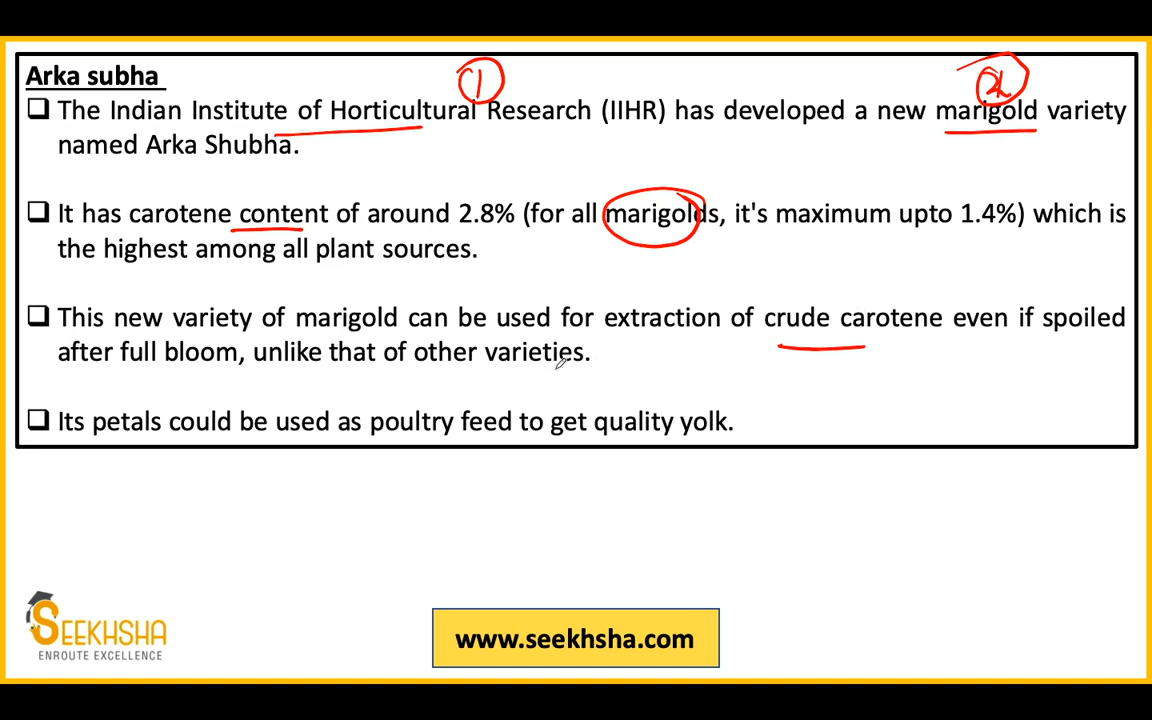 Arka subha
①
②
❑ The Indian Institute of Horticultural Research (IIHR) has developed a new marigold variety
named Arka Shubha.
❑ It has carotene content of around 2.8% (for all marigolds, it's maximum upto 1.4%) which is
the highest among all plant sources.
❑ This new variety of marigold can be used for extraction of crude carotene even if spoiled
after full bloom, unlike that of other varieties.
❑ Its petals could be used as poultry feed to get quality yolk.
SEEKHSHA
ENROUTE EXCELLENCE
www.seekhsha.com